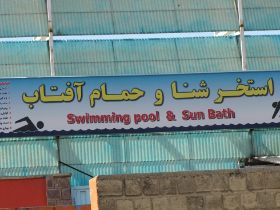 استخر شنا و حمام آفتاب
Swimming pool & Sun Bath